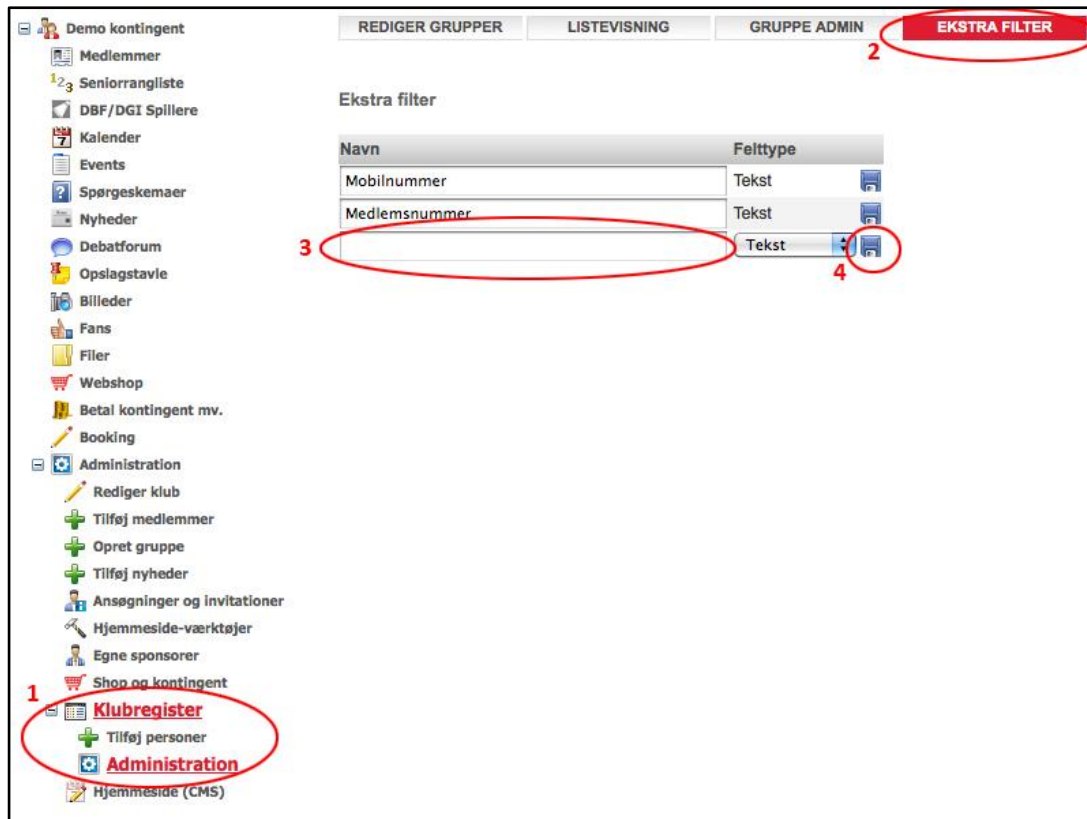 Demo kontingent
Medlemmer
123 Seniorrangliste
DBF/DGI Spillere
7 Kalender
Events
? Spørgeskemaer
Nyheder
Debatforum
Opslagstavle
Billeder
Fans
Filer
Webshop
Betal kontingent mv.
Booking
Administration
Rediger klub
Tilføj medlemmer
Opret gruppe
Tilføj nyheder
Ansøgninger og invitationer
Hjemmeside-værktøjer
Egne sponsorer
Shop og kontingent
1
Klubregister
Tilføj personer
Administration
Hjemmeside (CMS)
REDIGER GRUPPER LISTEVISNING GRUPPE ADMIN EKSTRA FILTER
2
Ekstra filter
Navn Felttype
Mobilnummer Tekst
Medlemsnummer Tekst
3 Tekst
4